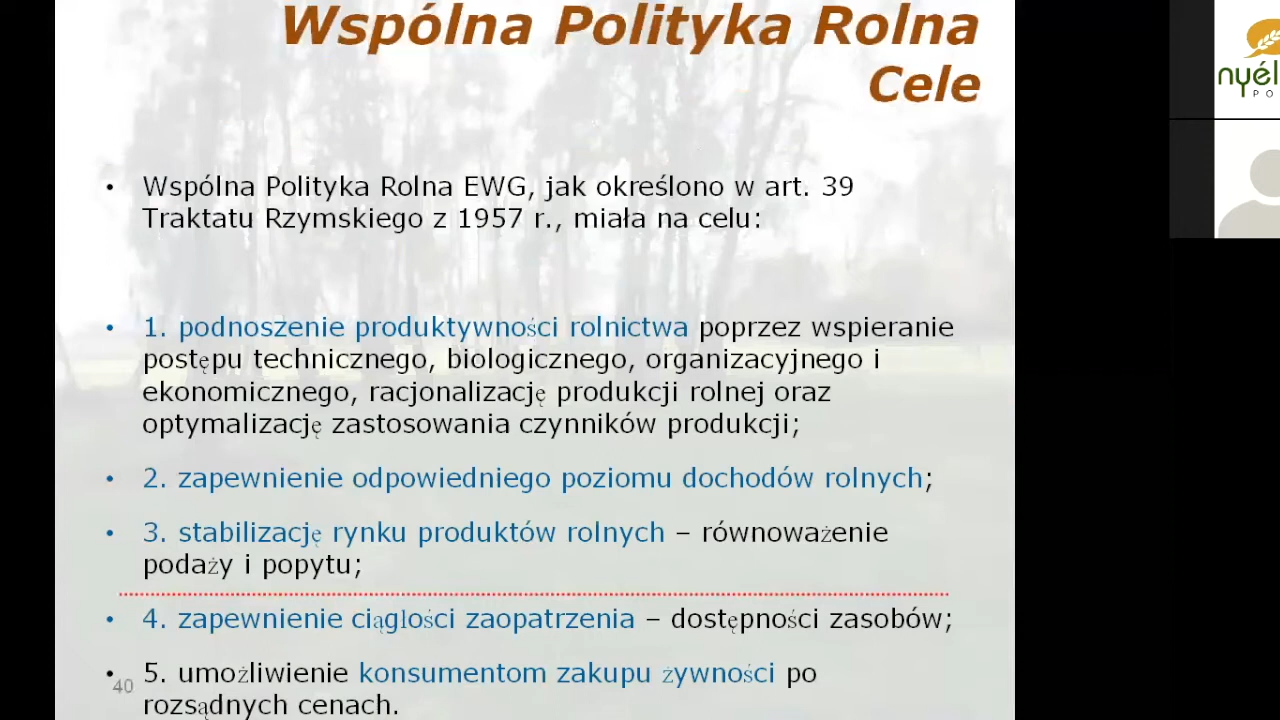 Wspólna Polityka Rolna
Cele
• Wspólna Polityka Rolna EWG, jak określono w art. 39
Traktatu Rzymskiego z 1957 r., miała na celu:
• 1. podnoszenie produktywności rolnictwa poprzez wspieranie
postępu technicznego, biologicznego, organizacyjnego i
ekonomicznego, racjonalizację produkcji rolnej oraz
optymalizację zastosowania czynników produkcji;
• 2. zapewnienie odpowiedniego poziomu dochodów rolnych;
• 3. stabilizację rynku produktów rolnych – równoważenie
podaży i popytu;
• 4. zapewnienie ciągłości zaopatrzenia – dostępności zasobów;
• 5. umożliwienie konsumentom zakupu żywności po
rozsądnych cenach.
40
nyél
PO